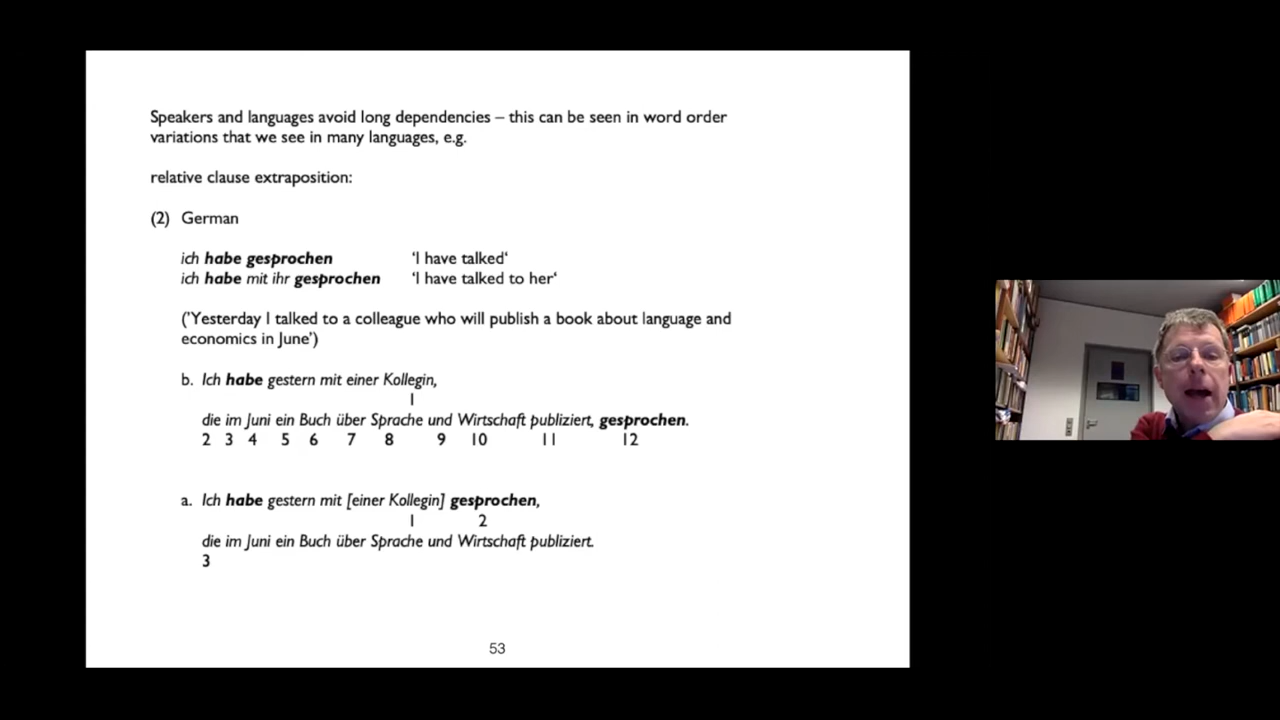 Speakers and languages avoid long dependencies – this can be seen in word order
variations that we see in many languages, e.g.
relative clause extraposition:
(2) German
ich habe gesprochen 'I have talked'
ich habe mit ihr gesprochen 'I have talked to her'
('Yesterday I talked to a colleague who will publish a book about language and
economics in June')
b. Ich habe gestern mit einer Kollegin,
1
die im Juni ein Buch über Sprache und Wirtschaft publiziert, gesprochen.
2 3 4 5 6 7 8 9 10 11 12
a. Ich habe gestern mit [einer Kollegin] gesprochen,
1 2
die im Juni ein Buch über Sprache und Wirtschaft publiziert.
3
53